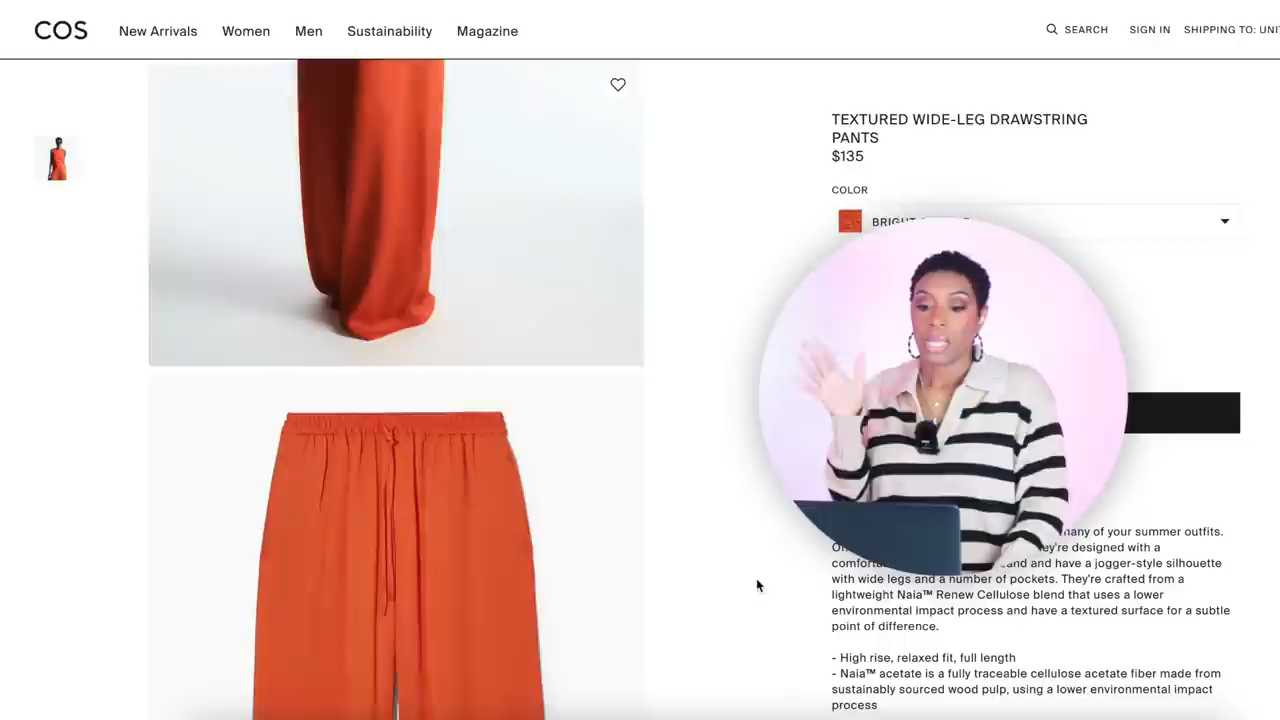 COS
New Arrivals
Women
Men
Sustainability
Magazine
SEARCH
SIGN IN
SHIPPING TO:
TEXTURED WIDE-LEG DRAWSTRING
PANTS
$135
COLOR
BRIGHT
many of your summer outfits.
designed with a
and have a jogger-style silhouette
with wide legs and a number of pockets. They're crafted from a
lightweight Naia™ Renew Cellulose blend that uses a lower
environmental impact process and have a textured surface for a subtle
point of difference.
- High rise, relaxed fit, full length
- Naia™ acetate is a fully traceable cellulose acetate fiber made from
sustainably sourced wood pulp, using a lower environmental impact
process